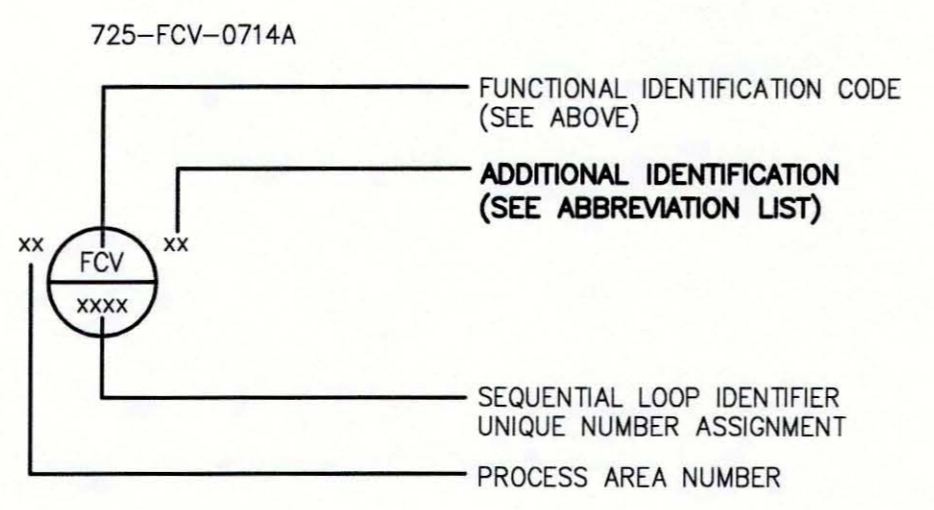 725-FCV-0714A
FUNCTIONAL IDENTIFICATION CODE
(SEE ABOVE)
ADDITIONAL IDENTIFICATION
(SEE ABBREVIATION LIST)
xx
xx
FCV
xxxx
SEQUENTIAL LOOP IDENTIFIER
UNIQUE NUMBER ASSIGNMENT
PROCESS AREA NUMBER